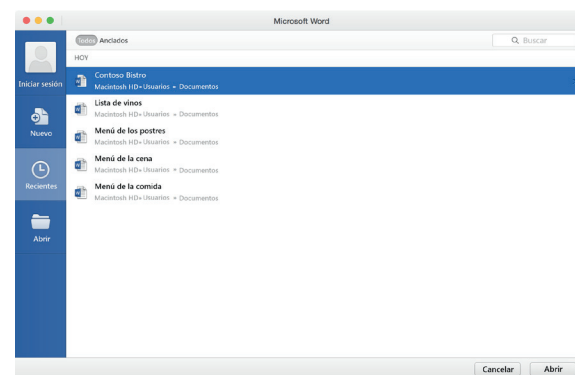 Microsoft Word
Todos Anclados
Buscar
HOY
Iniciar sesión
Nuevo
Recientes
Abrir
Contoso Bistro
Macintosh HD▸Usuarios ▸ Documentos
Lista de vinos
Macintosh HD▸Usuarios ▸ Documentos
Menú de los postres
Macintosh HD▸Usuarios ▸ Documentos
Menú de la cena
Macintosh HD▸Usuarios ▸ Documentos
Menú de la comida
Macintosh HD▸Usuarios ▸ Documentos
Cancelar Abrir